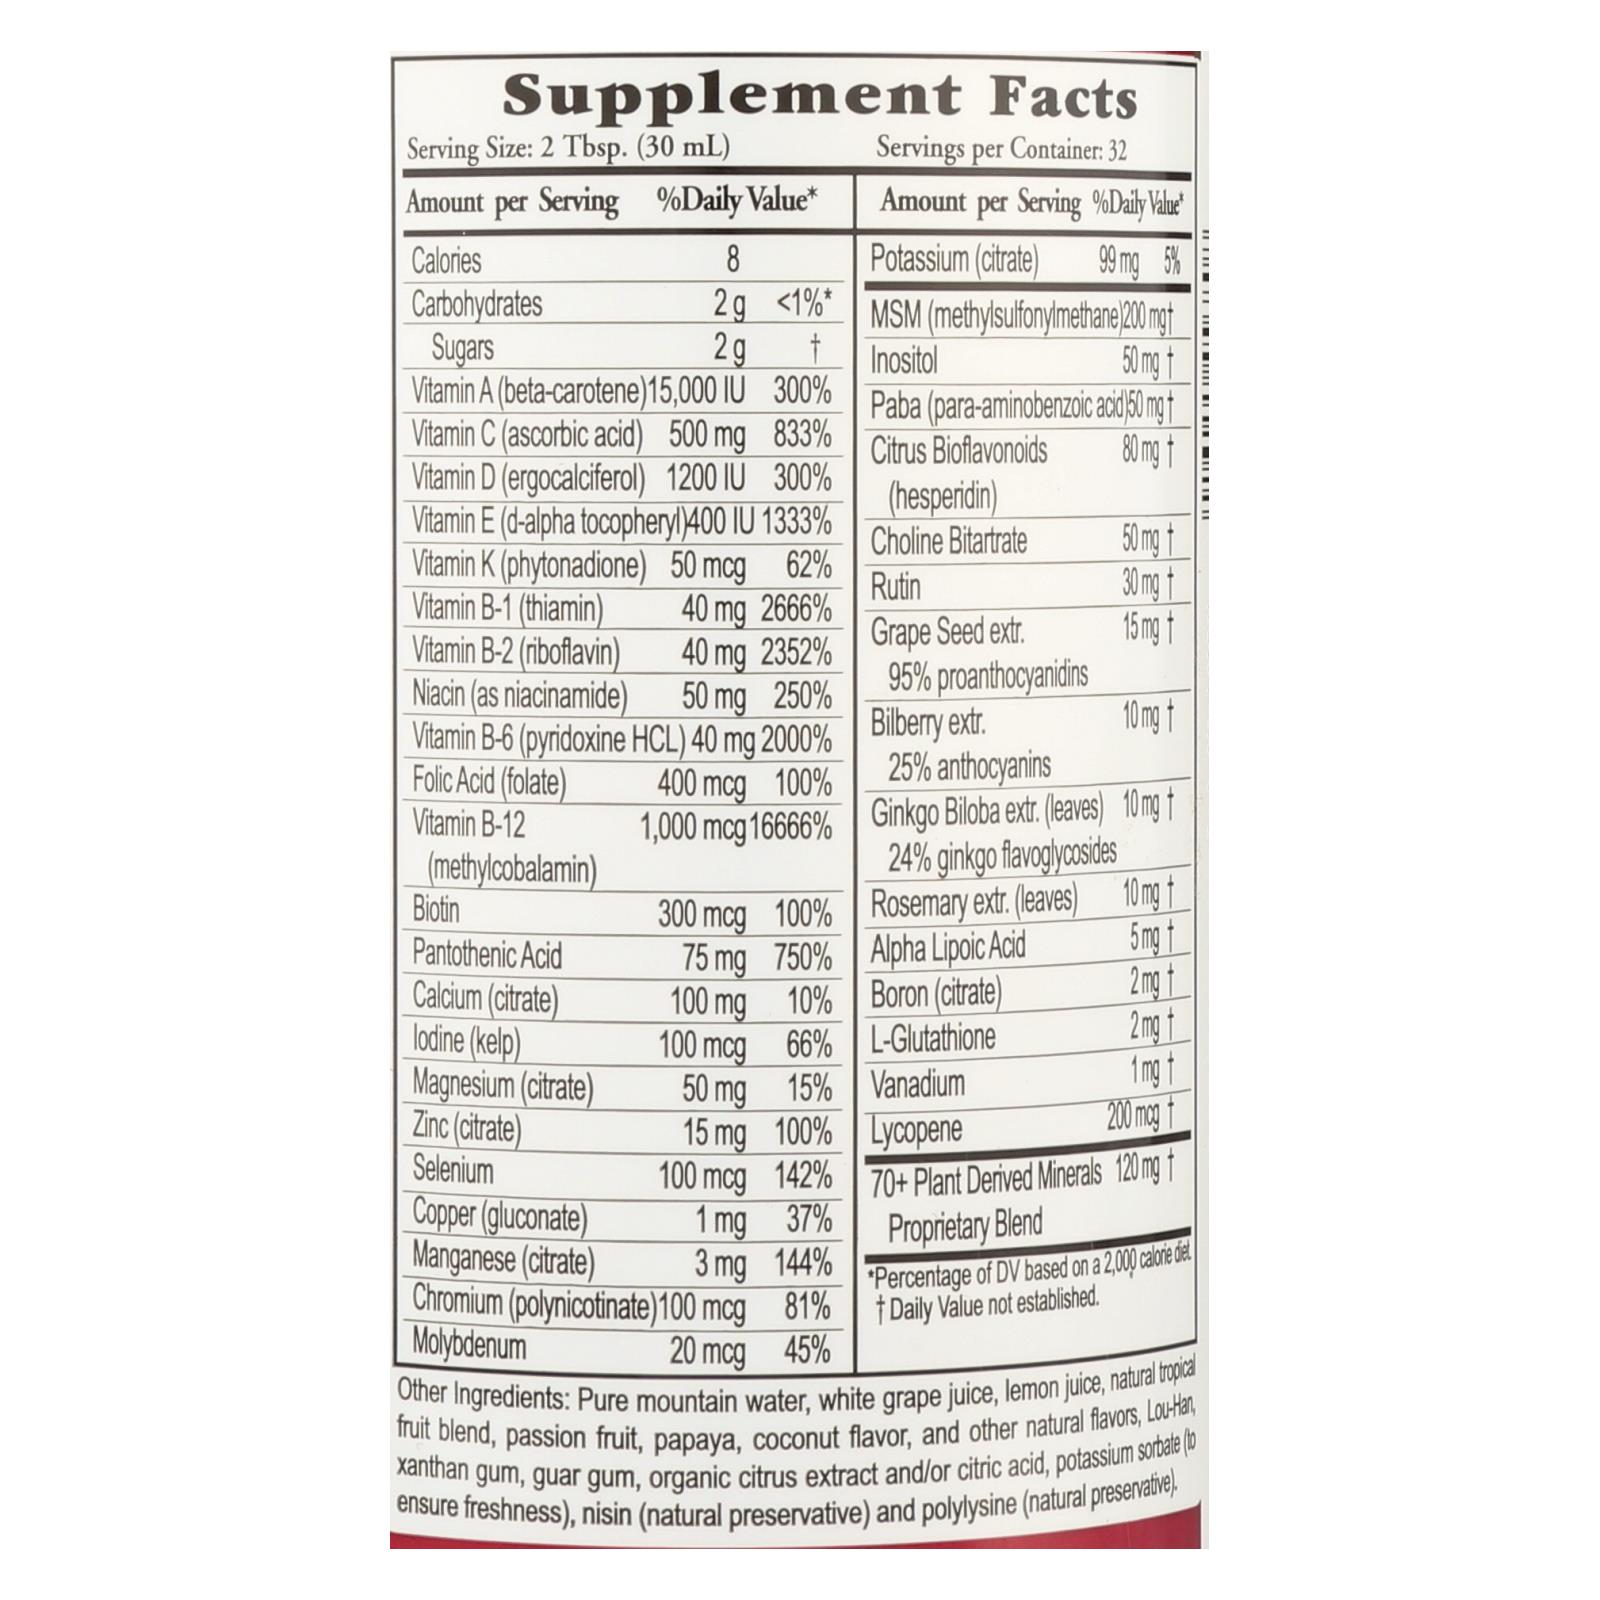 Supplement Facts
Serving Size: 2 Tbsp. (30 mL) Servings per Container: 32
Amount per Serving %Daily Value*
Calories 8
Carbohydrates 2 g <1%*
Sugars 2 g †
Vitamin A (beta-carotene) 15,000 IU 300%
Vitamin C (ascorbic acid) 500 mg 833%
Vitamin D (ergocalciferol) 1200 IU 300%
Vitamin E (d-alpha tocopheryl) 400 IU 1333%
Vitamin K (phytonadione) 50 mcg 62%
Vitamin B-1 (thiamin) 40 mg 2666%
Vitamin B-2 (riboflavin) 40 mg 2352%
Niacin (as niacinamide) 50 mg 250%
Vitamin B-6 (pyridoxine HCL) 40 mg 2000%
Folic Acid (folate) 400 mcg 100%
Vitamin B-12 1,000 mcg 16666%
(methylcobalamin)
Biotin 300 mcg 100%
Pantothenic Acid 75 mg 750%
Calcium (citrate) 100 mg 10%
Iodine (kelp) 100 mcg 66%
Magnesium (citrate) 50 mg 15%
Zinc (citrate) 15 mg 100%
Selenium 100 mcg 142%
Copper (gluconate) 1 mg 37%
Manganese (citrate) 3 mg 144%
Chromium (polynicotinate) 100 mcg 81%
Molybdenum 20 mcg 45%
Amount per Serving %Daily Value*
Potassium (citrate) 99 mg 5%
MSM (methylsulfonylmethane) 200 mg †
Inositol 50 mg †
Paba (para-aminobenzoic acid) 50 mg †
Citrus Bioflavonoids 80 mg †
(hesperidin)
Choline Bitartrate 50 mg †
Rutin 30 mg †
Grape Seed extr. 15 mg †
95% proanthocyanidins
Bilberry extr. 10 mg †
25% anthocyanins
Ginkgo Biloba extr. (leaves) 10 mg †
24% ginkgo flavoglycosides
Rosemary extr. (leaves) 10 mg †
Alpha Lipoic Acid 5 mg †
Boron (citrate) 2 mg †
L-Glutathione 2 mg †
Vanadium 1 mg †
Lycopene 200 mcg †
70+ Plant Derived Minerals 120 mg †
Proprietary Blend
*Percentage of DV based on a 2,000 calorie diet.
† Daily Value not established.
Other Ingredients: Pure mountain water, white grape juice, lemon juice, natural tropical
fruit blend, passion fruit, papaya, coconut flavor, and other natural flavors, Lou-Han,
xanthan gum, guar gum, organic citrus extract and/or citric acid, potassium sorbate (to
ensure freshness), nisin (natural preservative) and polylysine (natural preservative).